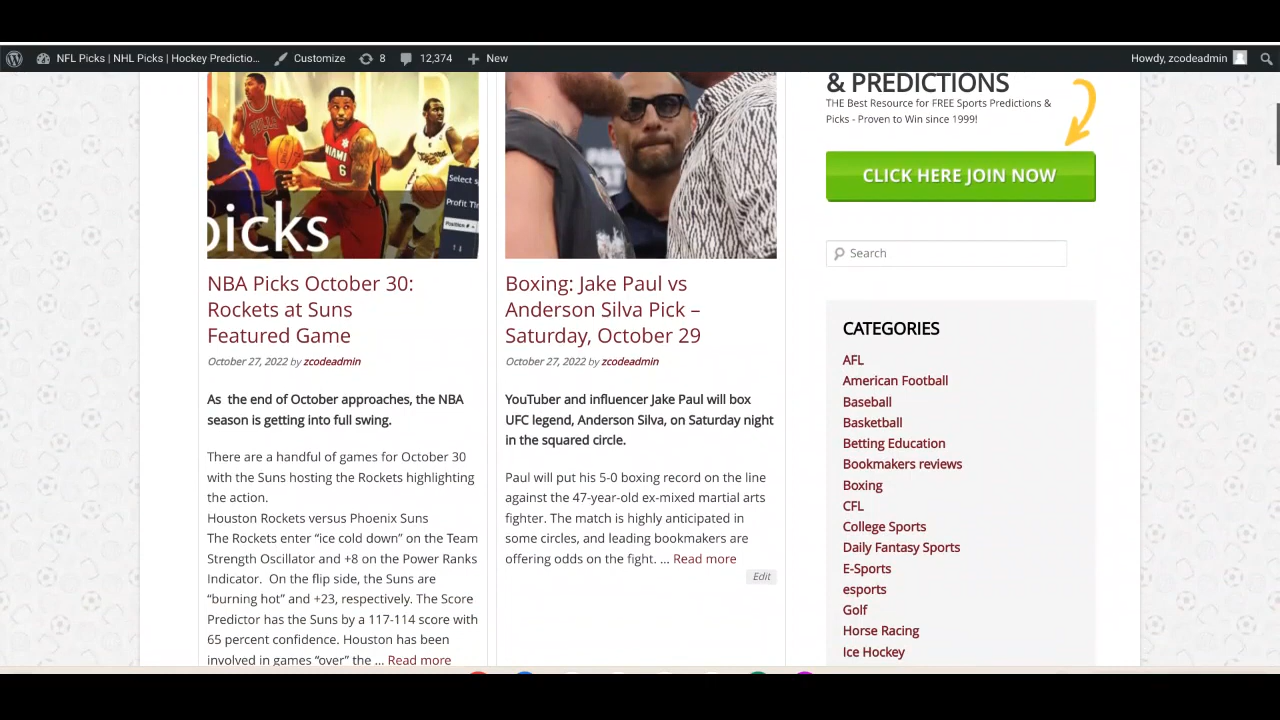 NFL Picks | NHL Picks | Hockey Predictio... Customize 8 12,374 New Howdy, zcodeadmin
MIAMI
6
Select s
Profit Ti
Position #
picks
NBA Picks October 30:
Rockets at Suns
Featured Game
October 27, 2022 by zcodeadmin
As the end of October approaches, the NBA
season is getting into full swing.
There are a handful of games for October 30
with the Suns hosting the Rockets highlighting
the action.
Houston Rockets versus Phoenix Suns
The Rockets enter “ice cold down” on the Team
Strength Oscillator and +8 on the Power Ranks
Indicator. On the flip side, the Suns are
“burning hot” and +23, respectively. The Score
Predictor has the Suns by a 117-114 score with
65 percent confidence. Houston has been
involved in games “over” the ... Read more
Boxing: Jake Paul vs
Anderson Silva Pick –
Saturday, October 29
October 27, 2022 by zcodeadmin
YouTuber and influencer Jake Paul will box
UFC legend, Anderson Silva, on Saturday night
in the squared circle.
Paul will put his 5-0 boxing record on the line
against the 47-year-old ex-mixed martial arts
fighter. The match is highly anticipated in
some circles, and leading bookmakers are
offering odds on the fight. ... Read more
Edit
& PREDICTIONS
THE Best Resource for FREE Sports Predictions &
Picks - Proven to Win since 1999!
CLICK HERE JOIN NOW
Search
CATEGORIES
AFL
American Football
Baseball
Basketball
Betting Education
Bookmakers reviews
Boxing
CFL
College Sports
Daily Fantasy Sports
E-Sports
esports
Golf
Horse Racing
Ice Hockey